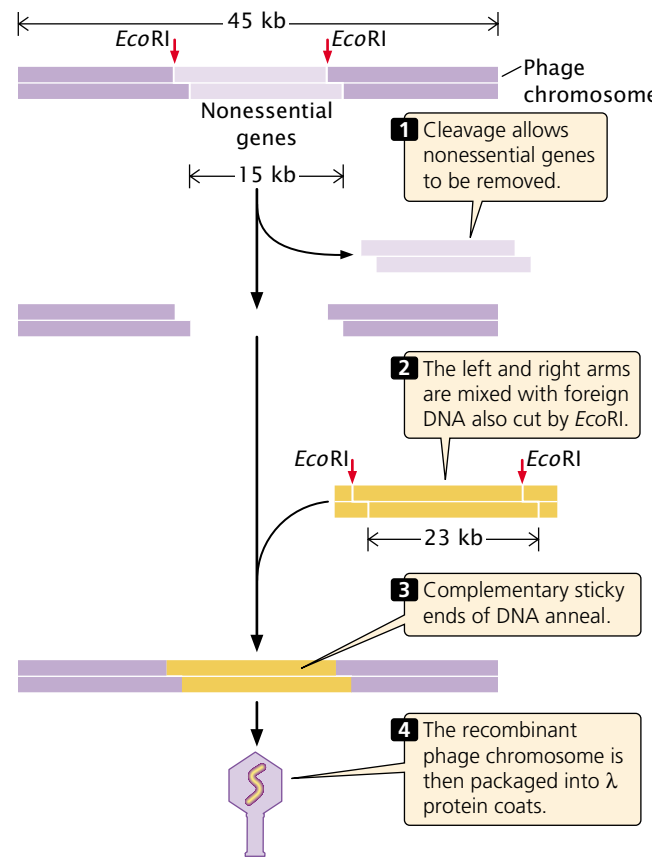 45 kb
EcoRI
EcoRI
Phage
chromosome
Nonessential
genes
15 kb
1 Cleavage allows
nonessential genes
to be removed.
2 The left and right arms
are mixed with foreign
DNA also cut by EcoRI.
EcoRI
EcoRI
23 kb
3 Complementary sticky
ends of DNA anneal.
4 The recombinant
phage chromosome is
then packaged into λ
protein coats.